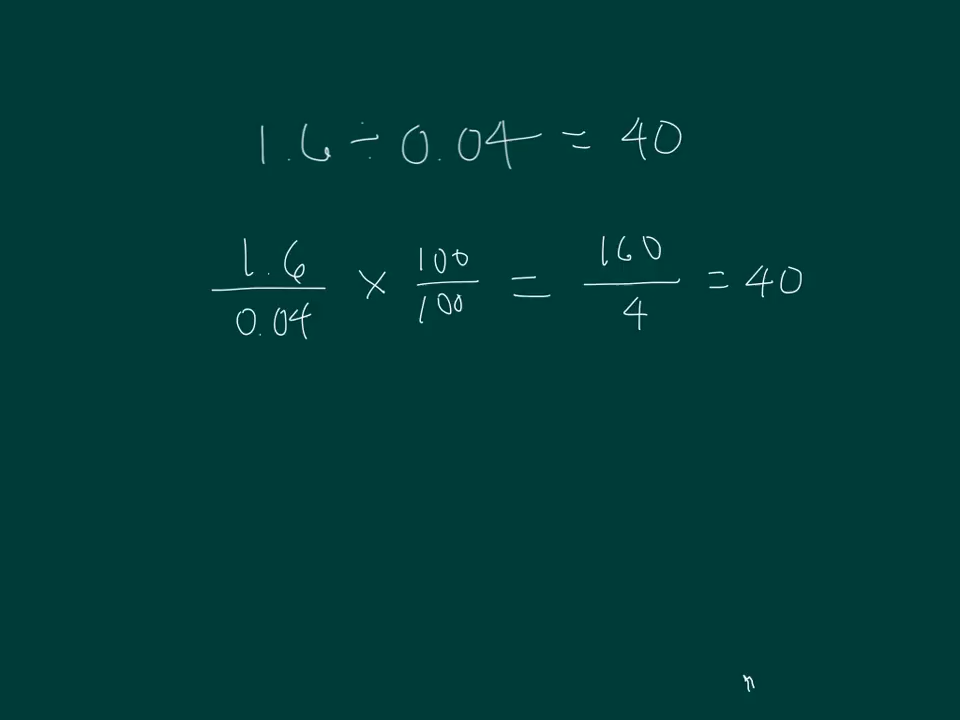 1.6 ÷ 0.04 = 40
1.6/0.04 × 100/100 = 160/4 = 40